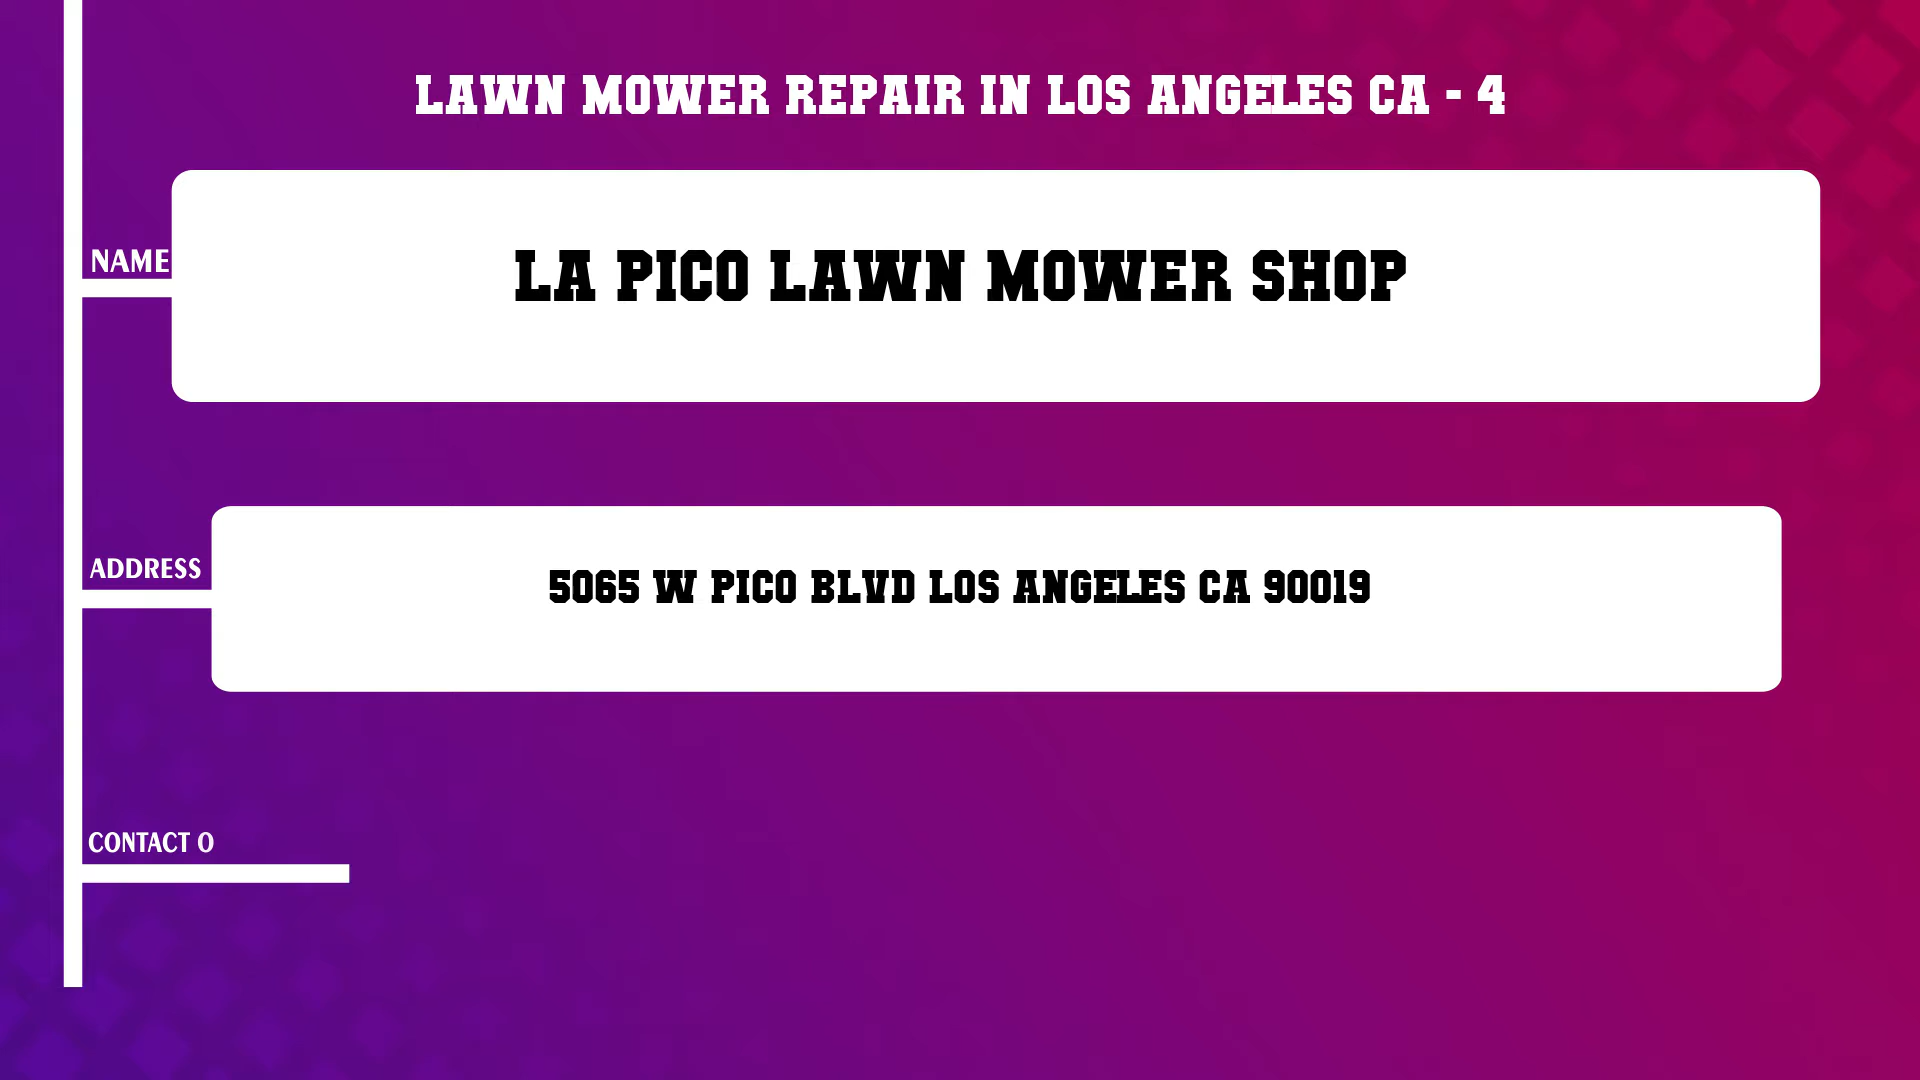 LAWN MOWER REPAIR IN LOS ANGELES CA - 4
NAME
LA PICO LAWN MOWER SHOP
ADDRESS
5065 W PICO BLVD LOS ANGELES CA 90019
CONTACT O